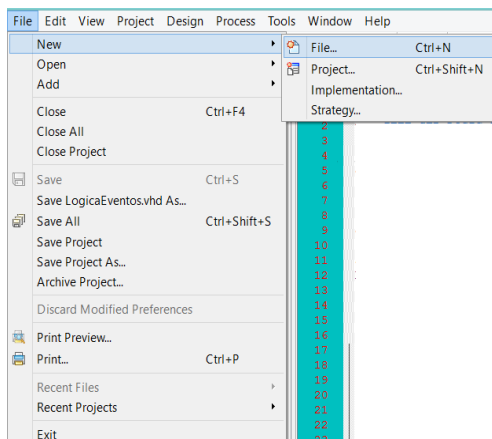 File Edit View Project Design Process Tools Window Help
New
File... Ctrl+N
Open
Project... Ctrl+Shift+N
Add
Implementation...
Strategy...
Close Ctrl+F4
Close All
Close Project
Save Ctrl+S
Save LogicaEventos.vhd As...
Save All Ctrl+Shift+S
Save Project
Save Project As...
Archive Project...
Discard Modified Preferences
Print Preview...
Print... Ctrl+P
Recent Files
Recent Projects
Exit
2
3
4
5
6
7
8
9
10
11
12
13
14
15
16
17
18
19
20
21
22